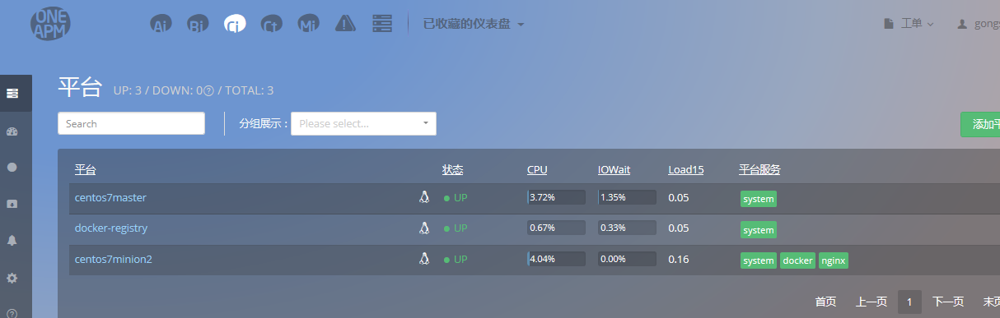 ONE
APM
Ai Bi Ci Ct Mi 已收藏的仪表盘 工单 gong
平台 UP: 3 / DOWN: 0 / TOTAL: 3
Search 分组展示： Please select... 添加平
平台 状态 CPU IOWait Load15 平台服务
centos7master UP 3.72% 1.35% 0.05 system
docker-registry UP 0.67% 0.33% 0.05 system
centos7minion2 UP 4.04% 0.00% 0.16 system docker nginx
首页 上一页 1 下一页 末页